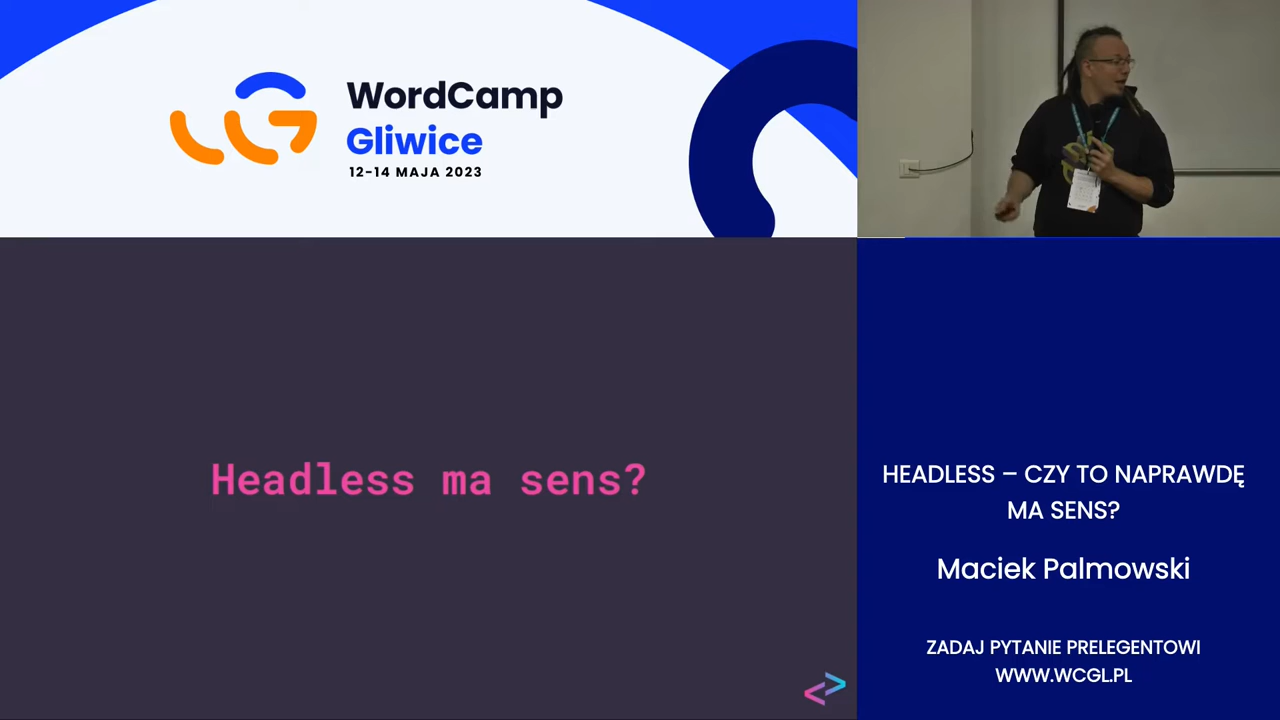 WordCamp
Gliwice
12-14 MAJA 2023
Headless ma sens?
HEADLESS – CZY TO NAPRAWDĘ
MA SENS?
Maciek Palmowski
ZADAJ PYTANIE PRELEGENTOWI
WWW.WCGL.PL